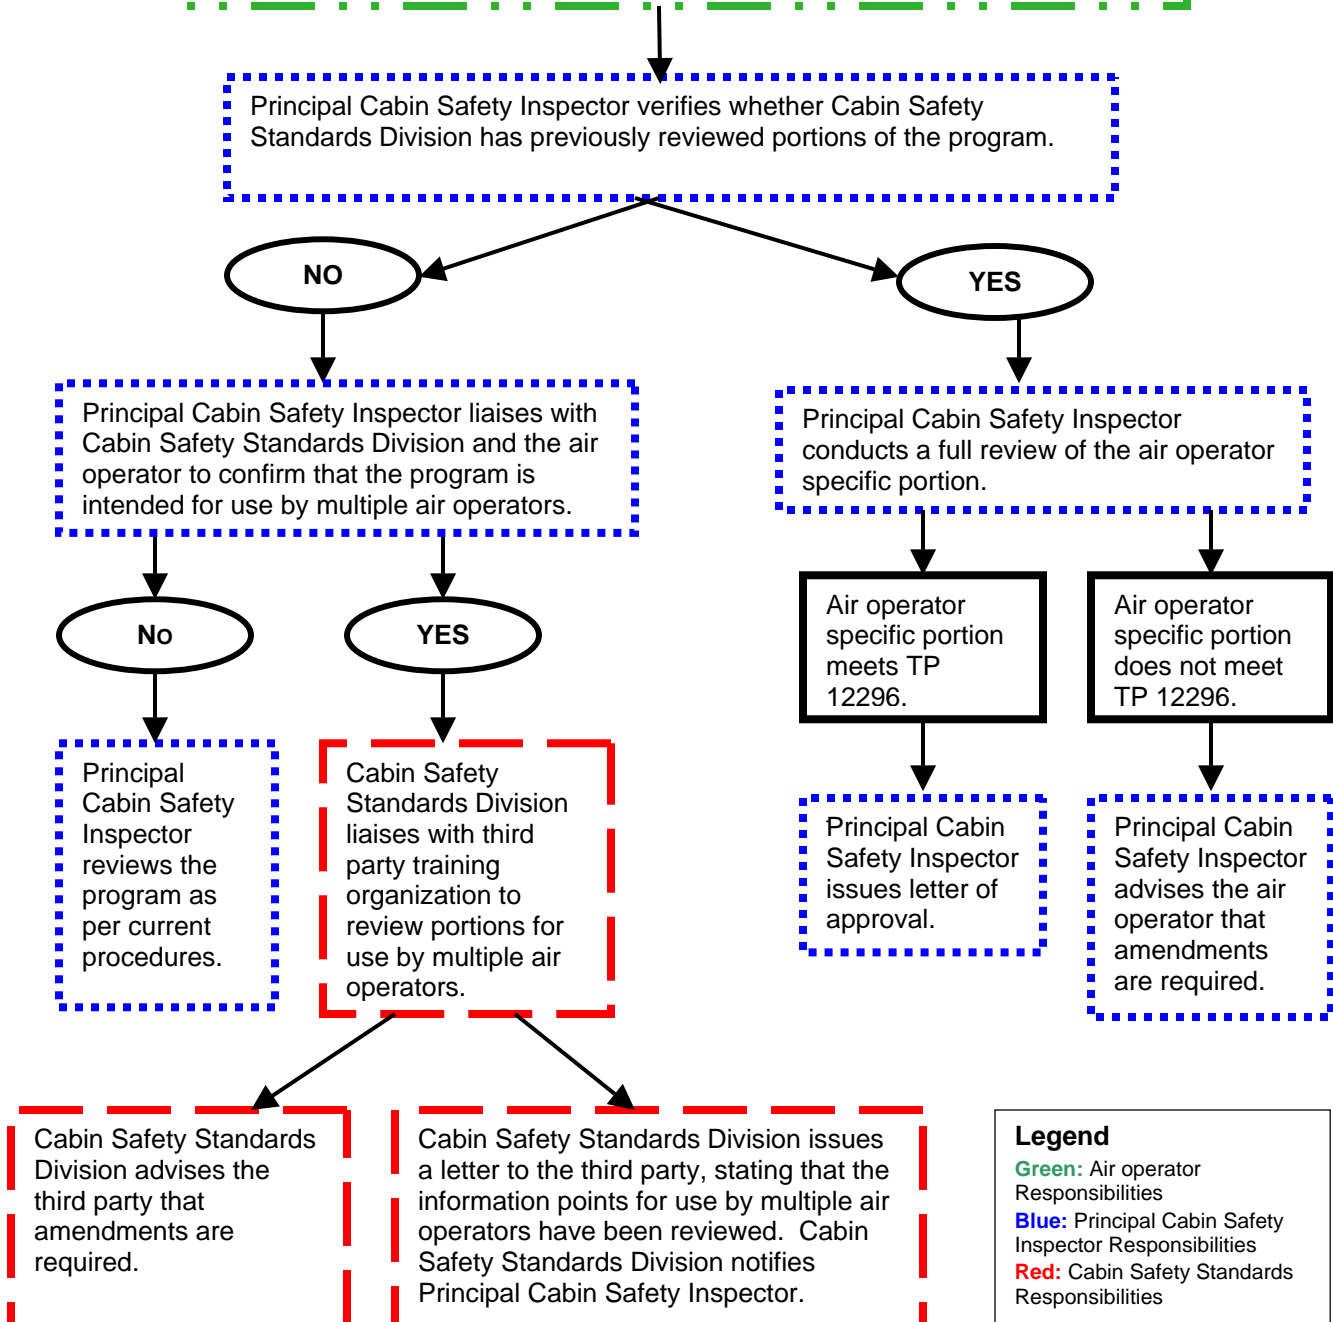 Principal Cabin Safety Inspector verifies whether Cabin Safety
Standards Division has previously reviewed portions of the program.
NO
YES
Principal Cabin Safety Inspector liaises with
Cabin Safety Standards Division and the air
operator to confirm that the program is
intended for use by multiple air operators.
Principal Cabin Safety Inspector
conducts a full review of the air operator
specific portion.
No
YES
Air operator
specific portion
meets TP
12296.
Air operator
specific portion
does not meet
TP 12296.
Principal
Cabin Safety
Inspector
reviews the
program as
per current
procedures.
Cabin Safety
Standards Division
liaises with third
party training
organization to
review portions for
use by multiple air
operators.
Principal Cabin
Safety Inspector
issues letter of
approval.
Principal Cabin
Safety Inspector
advises the air
operator that
amendments
are required.
Cabin Safety Standards
Division advises the
third party that
amendments are
required.
Cabin Safety Standards Division issues
a letter to the third party, stating that the
information points for use by multiple air
operators have been reviewed.  Cabin
Safety Standards Division notifies
Principal Cabin Safety Inspector.
Legend
Green: Air operator
Responsibilities
Blue: Principal Cabin Safety
Inspector Responsibilities
Red: Cabin Safety Standards
Responsibilities